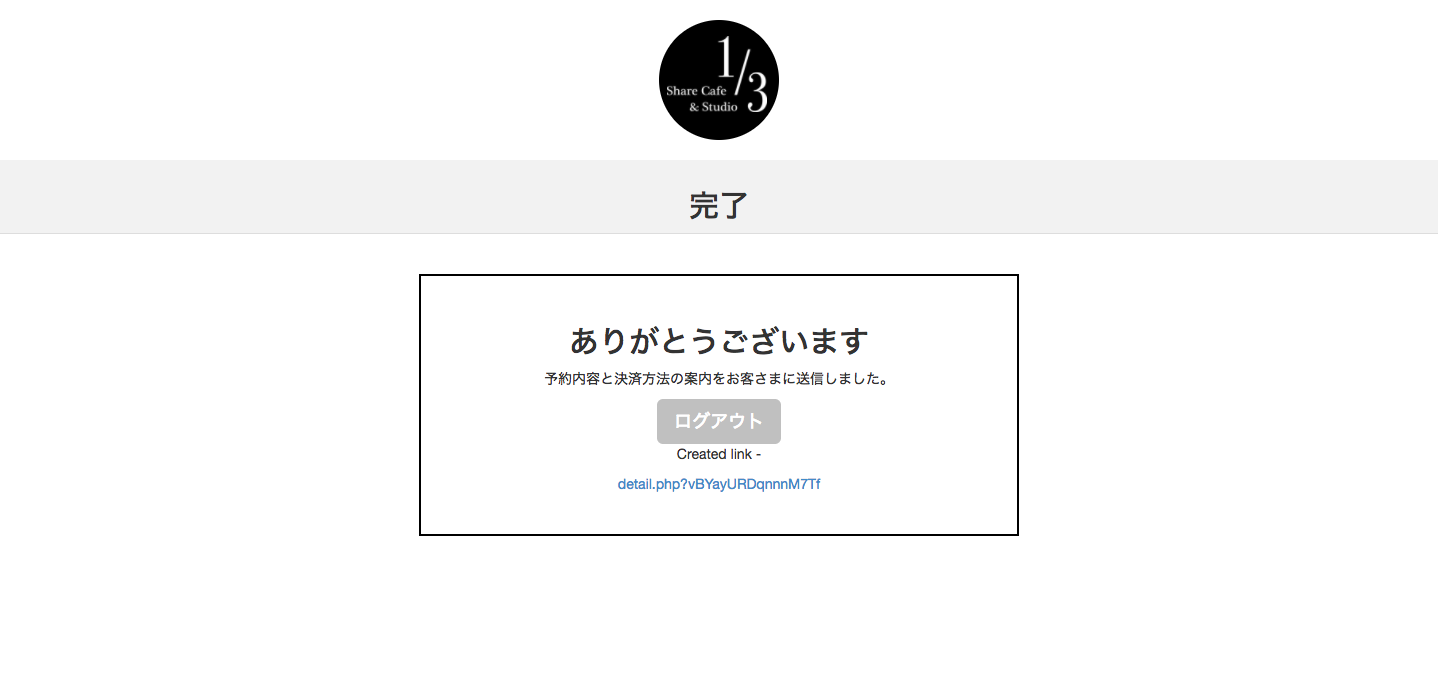 1/3
Share Cafe
& Studio
完了
ありがとうございます
予約内容と決済方法の案内をお客さまに送信しました。
ログアウト
Created link -
detail.php?vBYayURDqnnnM7Tf